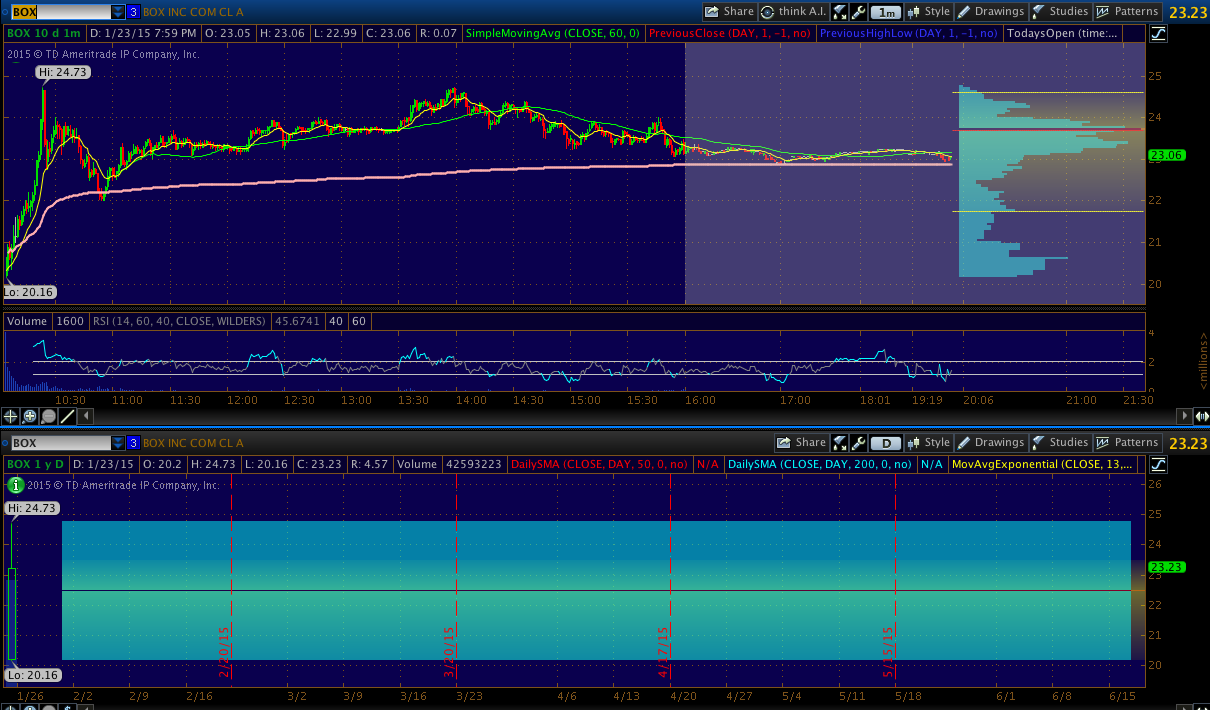 BOX 3 BOX INC COM CL A Share think A.I. 1m Style Drawings Studies Patterns 23.23
BOX 10 d 1m D: 1/23/15 7:59 PM O: 23.05 H: 23.06 L: 22.99 C: 23.06 R: 0.07 SimpleMovingAvg (CLOSE, 60, 0) PreviousClose (DAY, 1, -1, no) PreviousHighLow (DAY, 1, -1, no) TodaysOpen (time:...
2015 © TD Ameritrade IP Company, Inc.
Hi: 24.73
25
24
23.06
22
21
20
Lo: 20.16
Volume 1600 RSI (14, 60, 40, CLOSE, WILDERS) 45.6741 40 60
4
2
0
<millions>
10:30 11:00 11:30 12:00 12:30 13:00 13:30 14:00 14:30 15:00 15:30 16:00 17:00 18:01 19:19 20:06 21:00 21:30
BOX 3 BOX INC COM CL A Share D Style Drawings Studies Patterns 23.23
BOX 1 y D D: 1/23/15 O: 20.2 H: 24.73 L: 20.16 C: 23.23 R: 4.57 Volume 42593223 DailySMA (CLOSE, DAY, 50, 0, no) N/A DailySMA (CLOSE, DAY, 200, 0, no) N/A MovAvgExponential (CLOSE, 13,...
i 2015 © TD Ameritrade IP Company, Inc.
Hi: 24.73
26
25
24
23.23
23
22
21
20
2/20/15 3/20/15 4/17/15 5/15/15
Lo: 20.16
1/26 2/2 2/9 2/16 3/2 3/9 3/16 3/23 4/6 4/13 4/20 4/27 5/4 5/11 5/18 6/1 6/8 6/15